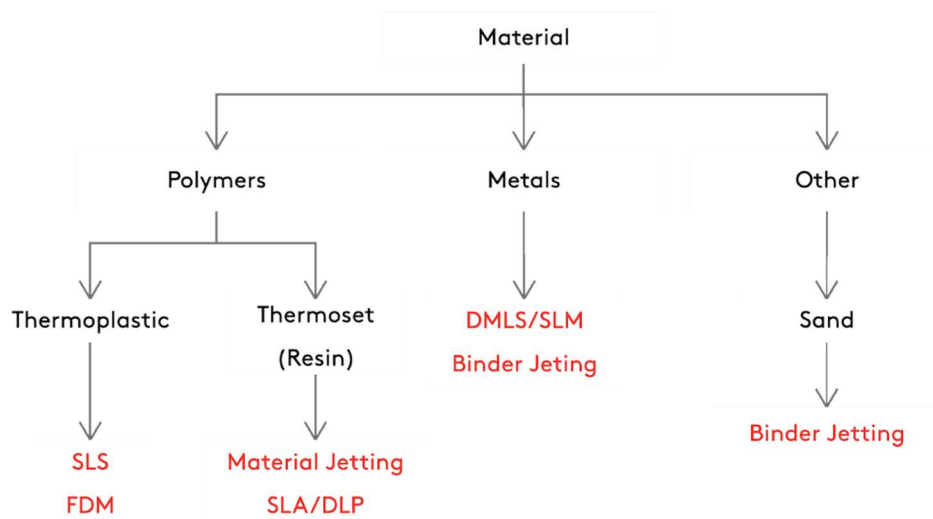 Material
Polymers
Metals
Other
Thermoplastic
Thermoset
(Resin)
DMLS/SLM
Binder Jeting
Sand
SLS
FDM
Material Jetting
SLA/DLP
Binder Jetting